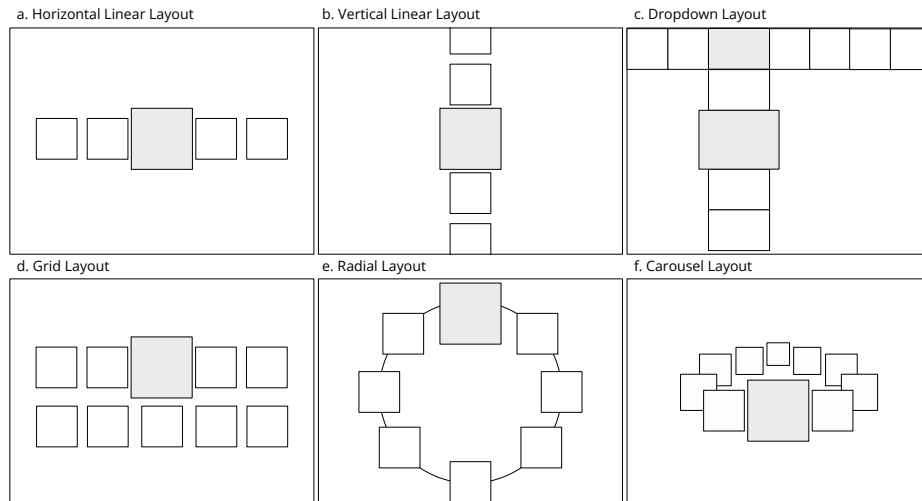 a. Horizontal Linear Layout
b. Vertical Linear Layout
c. Dropdown Layout
d. Grid Layout
e. Radial Layout
f. Carousel Layout